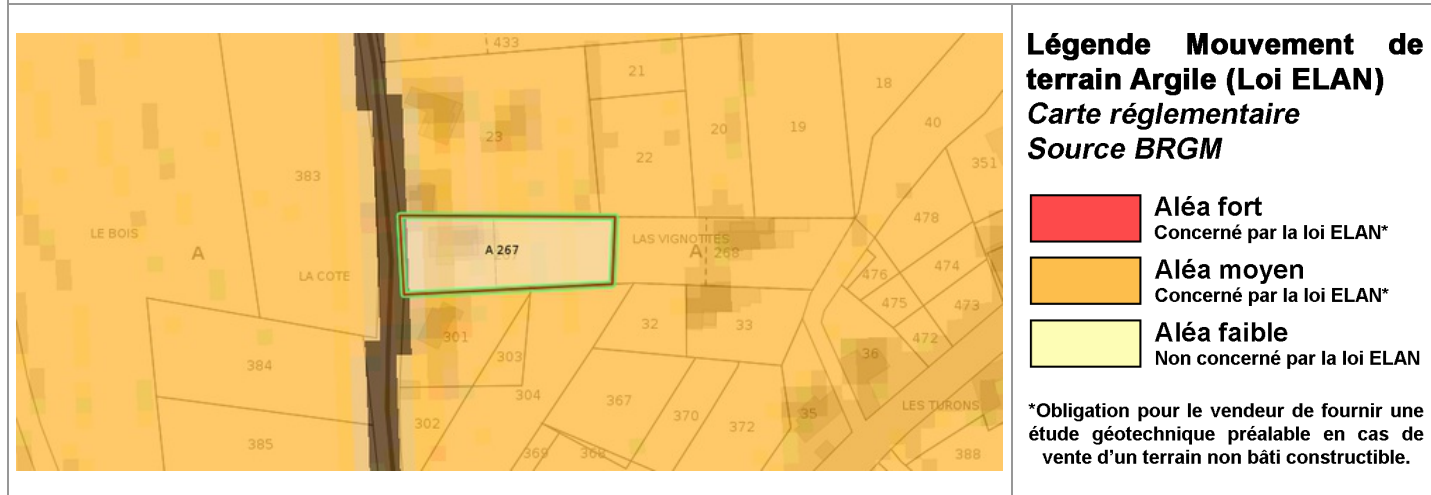 433
21
18
23
20
19
40
22
351
383
478
LE BOIS
A
LAS VIGNOTTES
A 267
A
268
LA COTE
476
474
475
473
32
33
301
472
303
36
384
304
367
370
LES TURONS
302
372
35
385
369
368
388
Légende Mouvement de
terrain Argile (Loi ELAN)
Carte réglementaire
Source BRGM
Aléa fort
Concerné par la loi ELAN*
Aléa moyen
Concerné par la loi ELAN*
Aléa faible
Non concerné par la loi ELAN
*Obligation pour le vendeur de fournir une
étude géotechnique préalable en cas de
vente d’un terrain non bâti constructible.